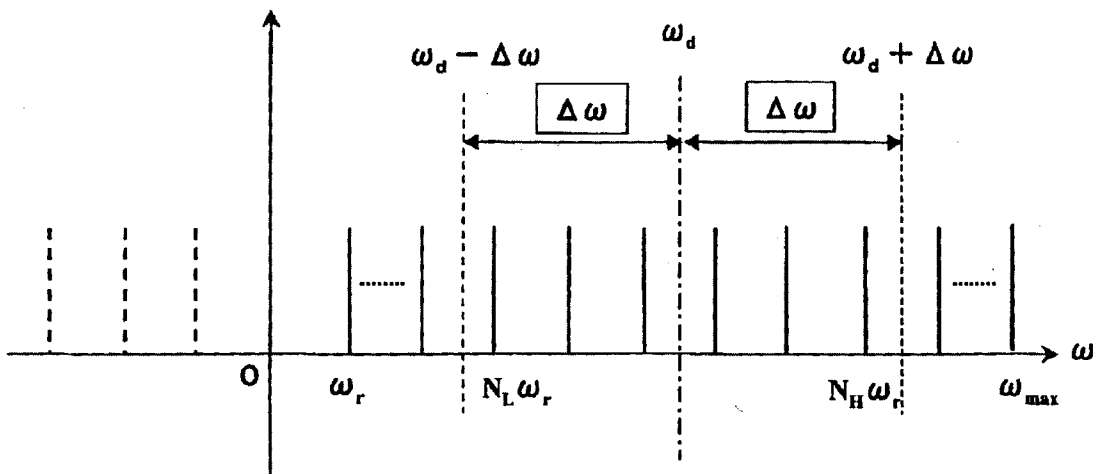 ω_d
ω_d − Δω
ω_d + Δω
Δω
Δω
O
ω_r
N_L ω_r
N_H ω_r
ω_max
ω